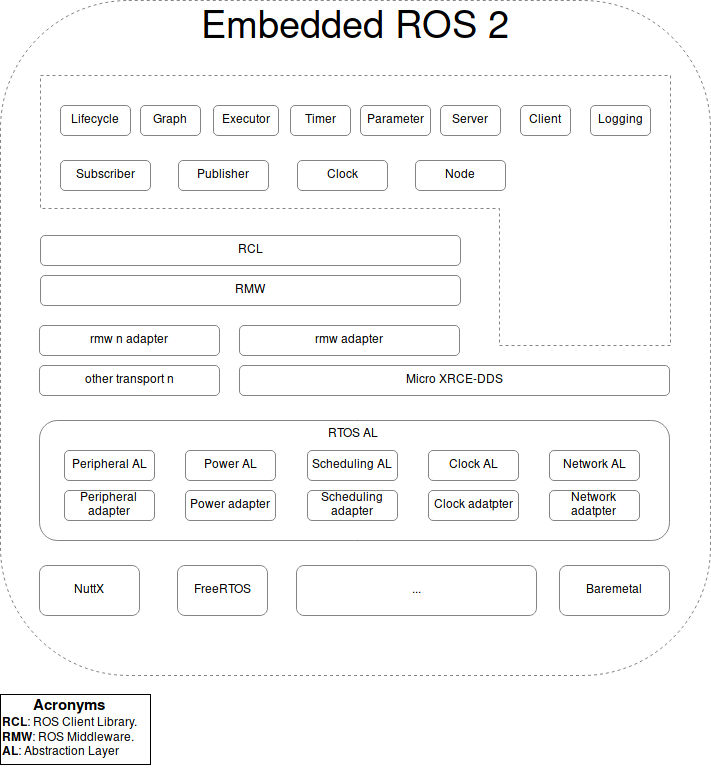 Embedded ROS 2
Lifecycle
Graph
Executor
Timer
Parameter
Server
Client
Logging
Subscriber
Publisher
Clock
Node
RCL
RMW
rmw n adapter
rmw adapter
other transport n
Micro XRCE-DDS
RTOS AL
Peripheral AL
Power AL
Scheduling AL
Clock AL
Network AL
Peripheral
adapter
Power adapter
Scheduling
adapter
Clock adatpter
Network
adatpter
NuttX
FreeRTOS
...
Baremetal
Acronyms
RCL: ROS Client Library.
RMW: ROS Middleware.
AL: Abstraction Layer